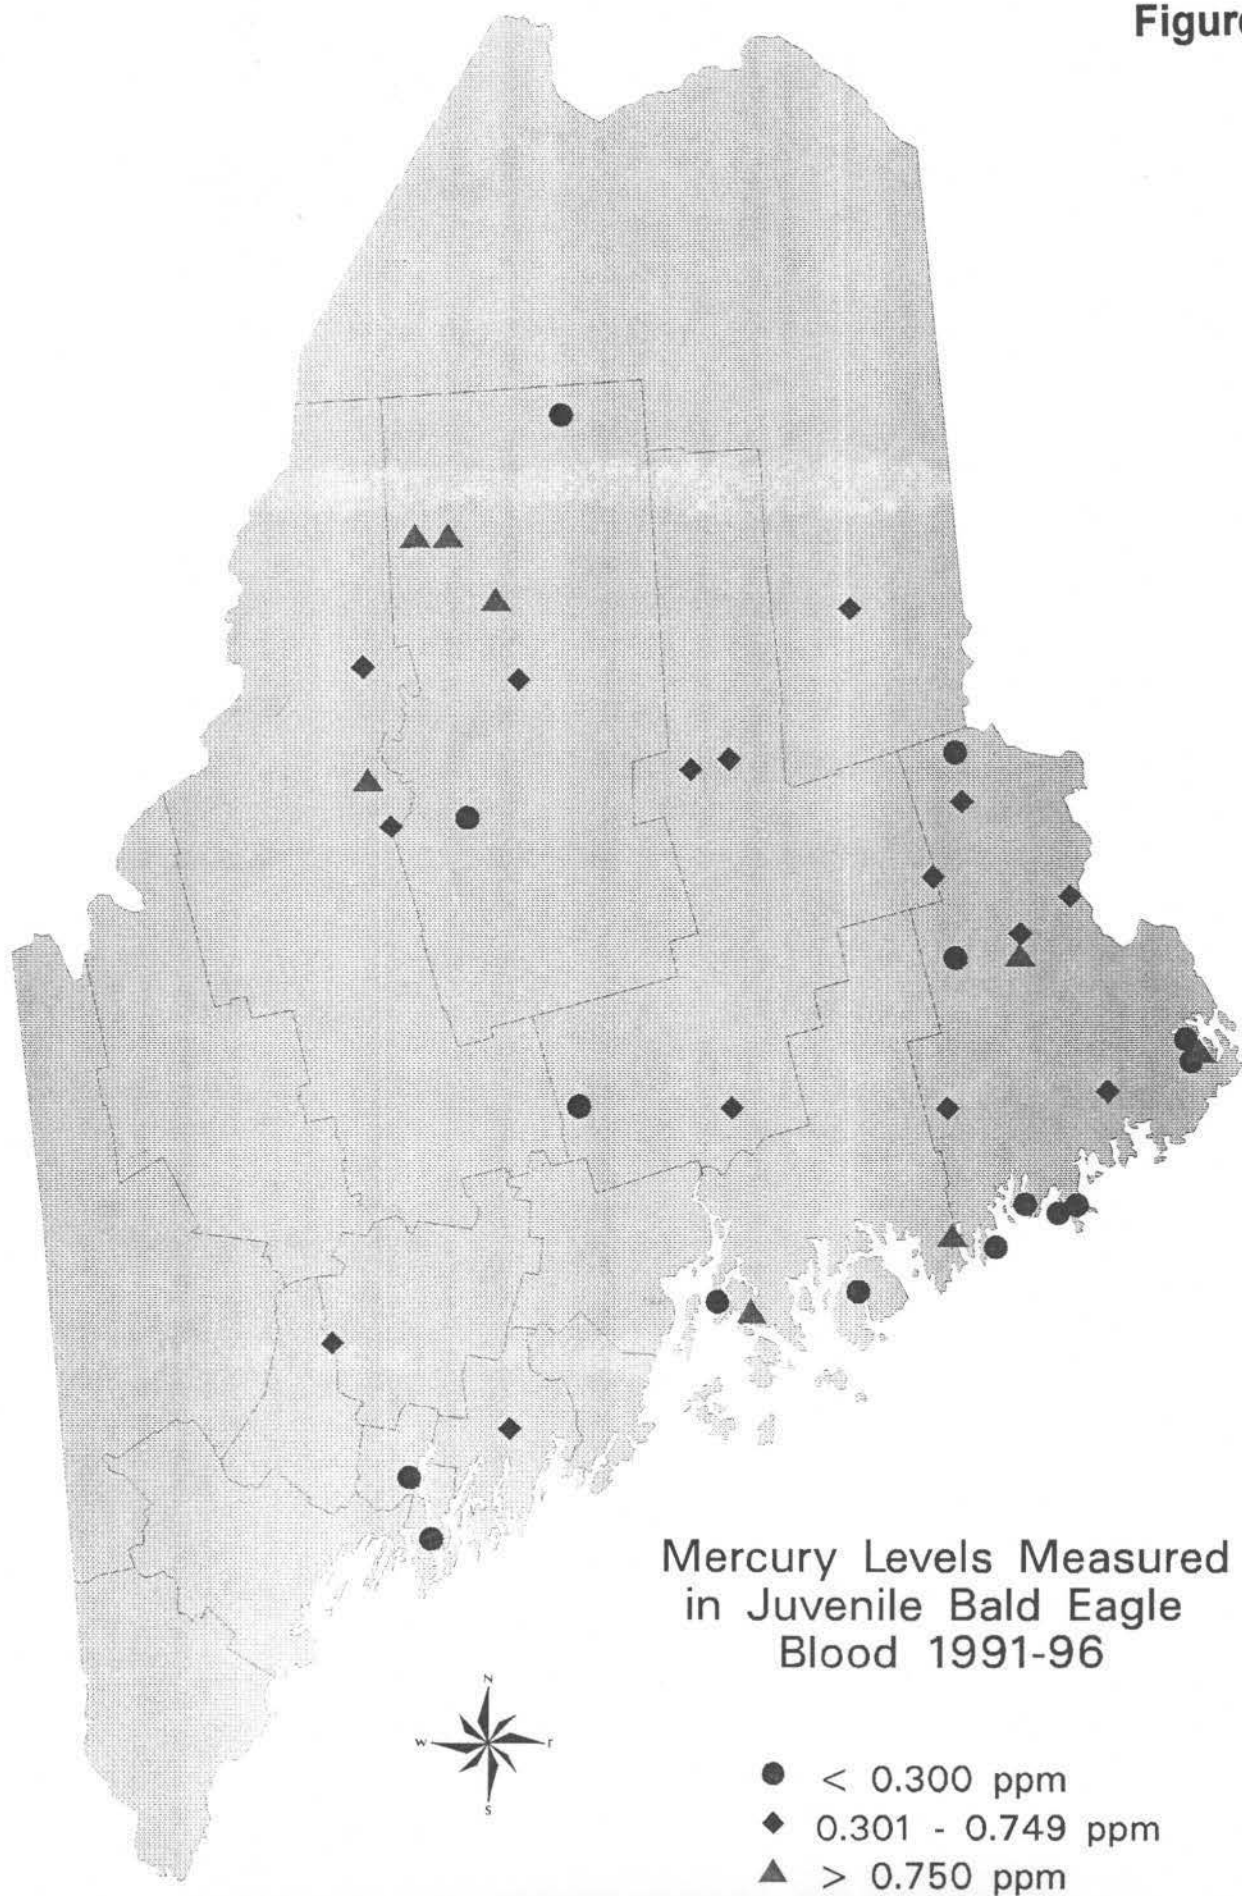 Figure
Mercury Levels Measured
in Juvenile Bald Eagle
Blood 1991-96
N
w r
s
< 0.300 ppm
0.301 - 0.749 ppm
> 0.750 ppm